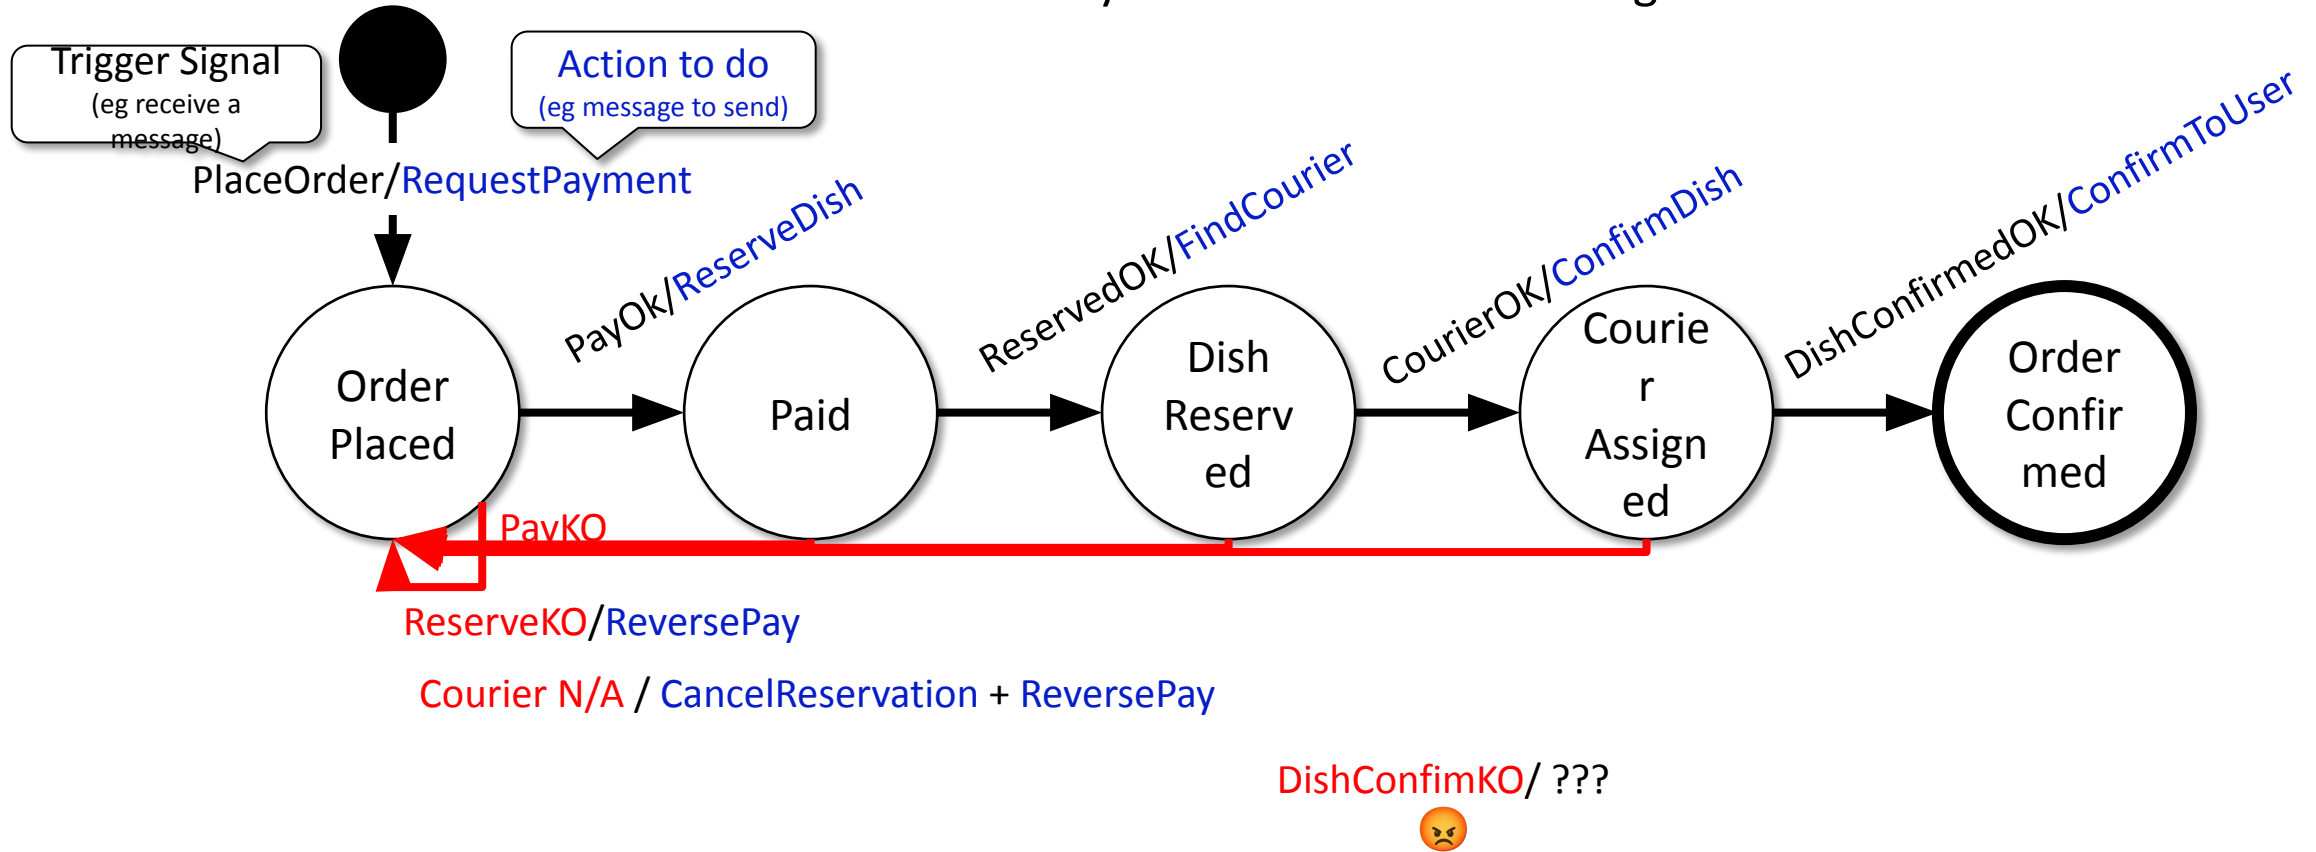 Trigger Signal
(eg receive a
message)
Action to do
(eg message to send)
PlaceOrder/RequestPayment
PayOk/ReserveDish
ReservedOK/FindCourier
CourierOK/ConfirmDish
DishConfirmedOK/ConfirmToUser
Order
Placed
Paid
Dish
Reserv
ed
Courie
r
Assign
ed
Order
Confir
med
PayKO
ReserveKO/ReversePay
Courier N/A / CancelReservation + ReversePay
DishConfimKO/ ???